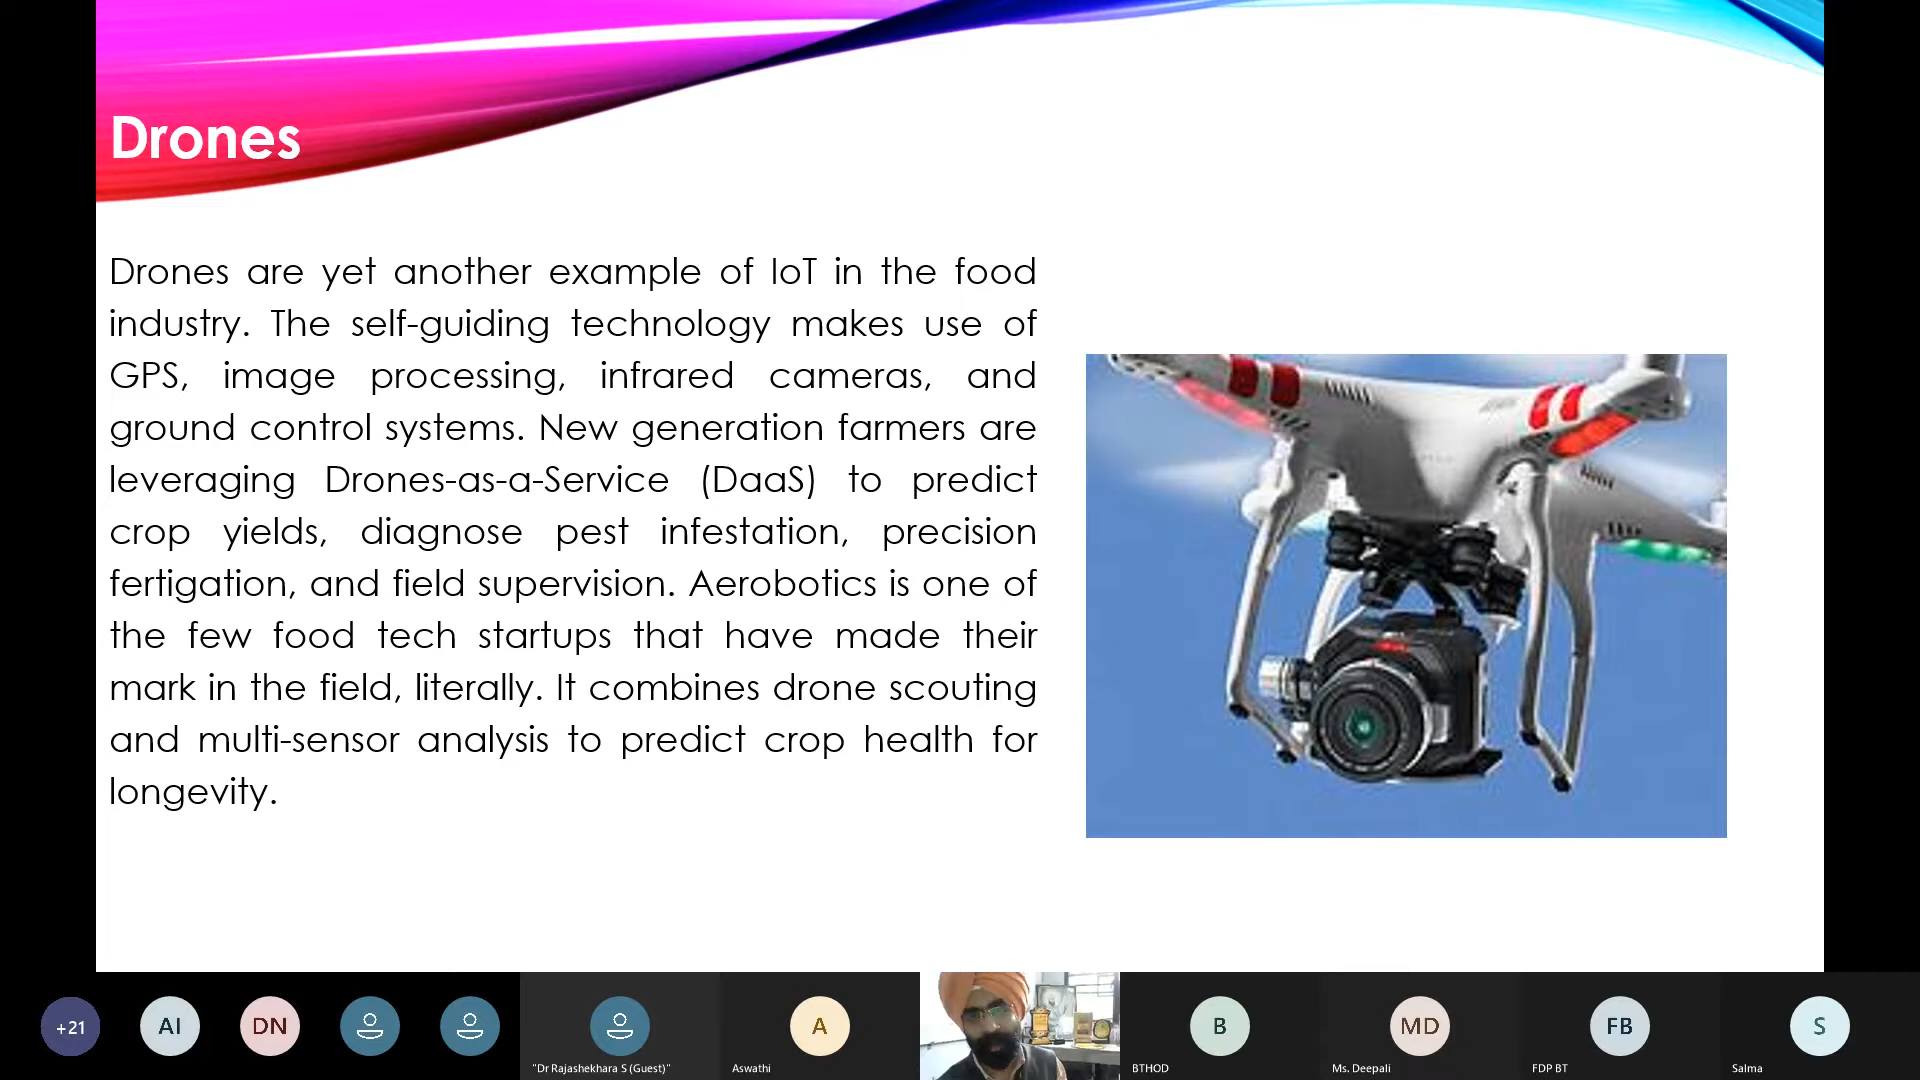 Drones
Drones are yet another example of IoT in the food
industry. The self-guiding technology makes use of
GPS, image processing, infrared cameras, and
ground control systems. New generation farmers are
leveraging Drones-as-a-Service (DaaS) to predict
crop yields, diagnose pest infestation, precision
fertigation, and field supervision. Aerobotics is one of
the few food tech startups that have made their
mark in the field, literally. It combines drone scouting
and multi-sensor analysis to predict crop health for
longevity.
+21
AI
DN
"Dr Rajashekhara S (Guest)"
A
Aswathi
B
BTHOD
MD
Ms. Deepali
FB
FDP BT
S
Salma